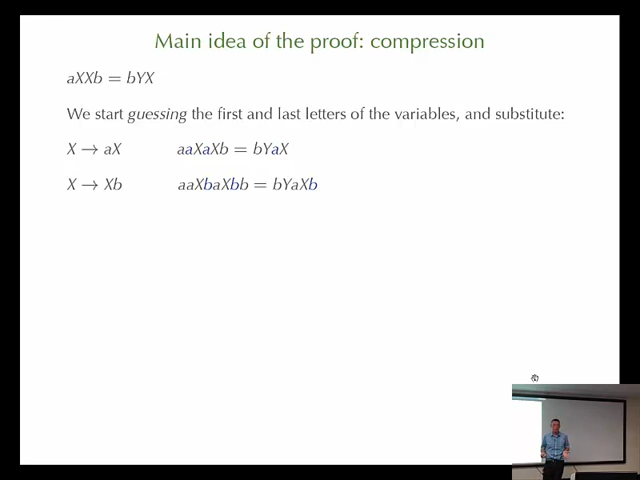 Main idea of the proof: compression
aXXb = bYX
We start guessing the first and last letters of the variables, and substitute:
X → aX aaXaXb = bYaX
X → Xb aaXbaXbb = bYaXb